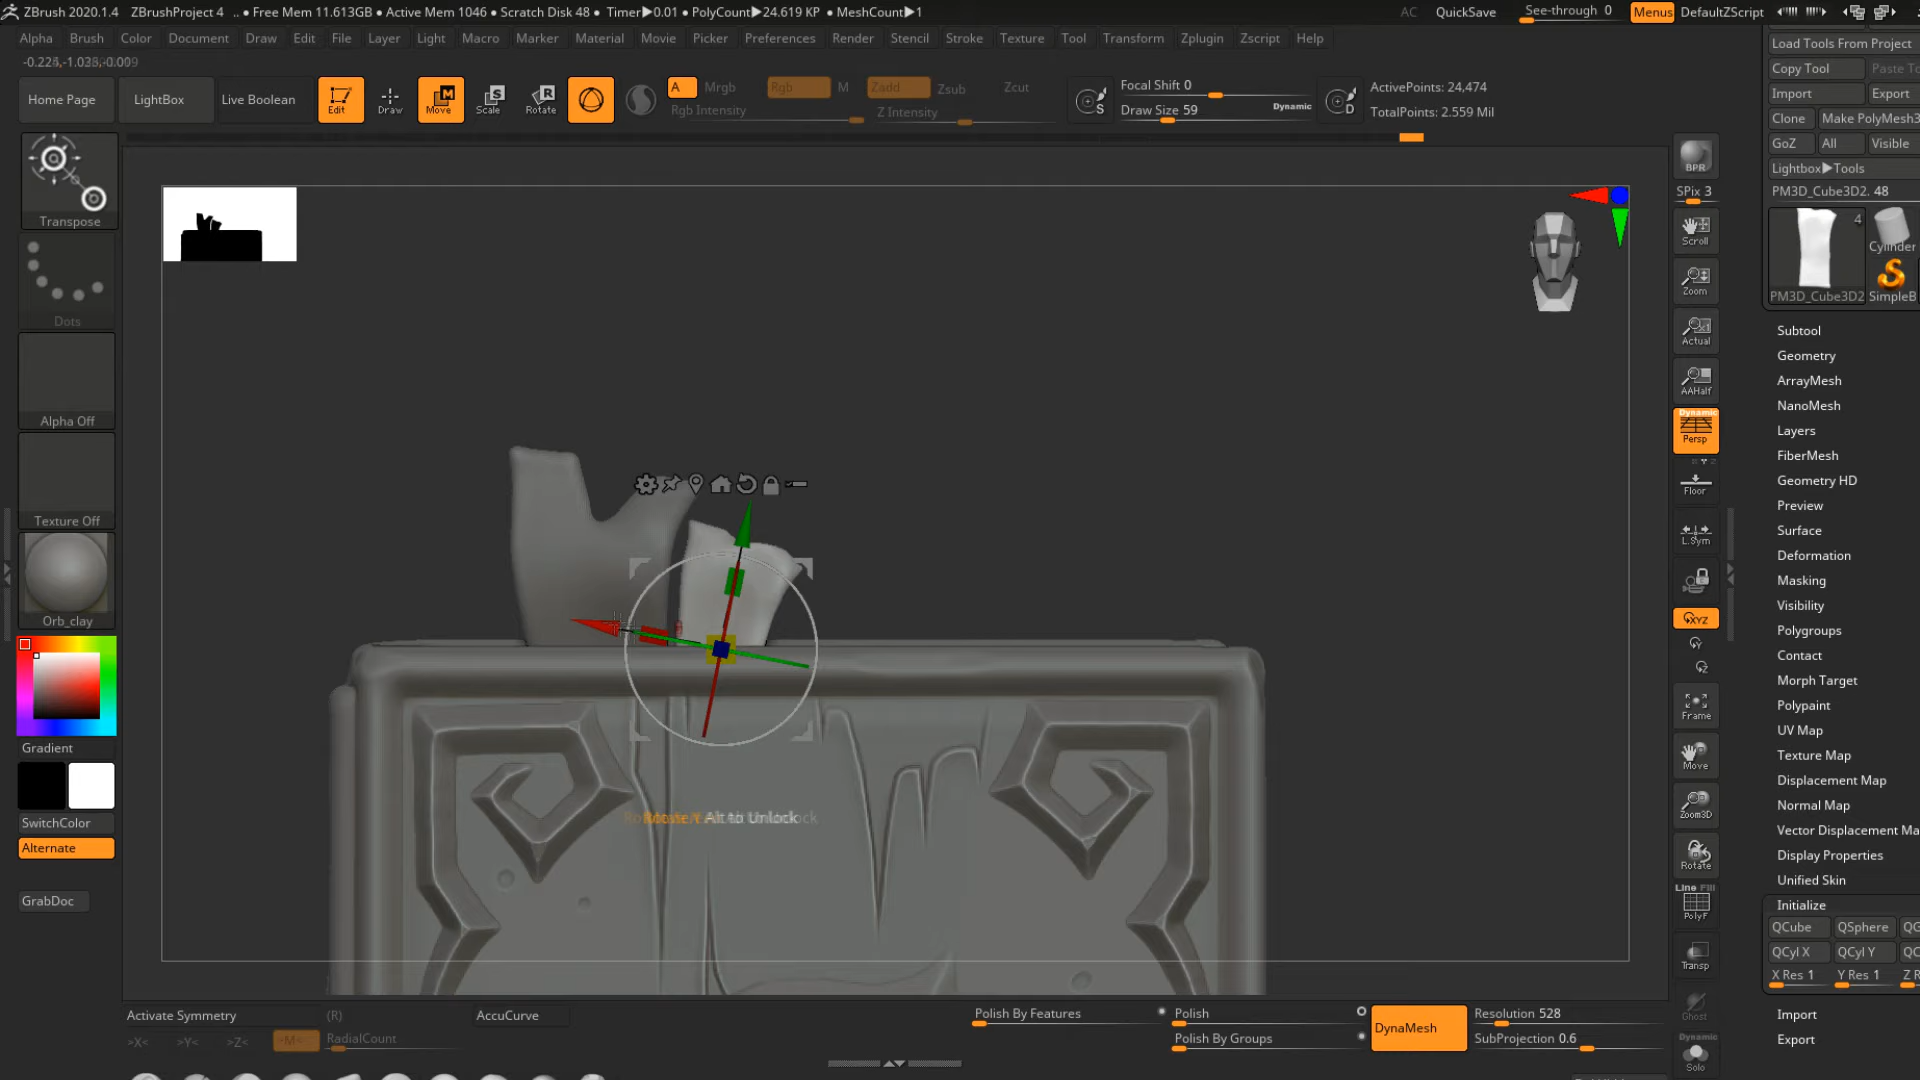 ZBrush 2020.1.4 ZBrushProject 4 .. ● Free Mem 11.613GB ● Active Mem 1046 ● Scratch Disk 48 ● Timer▶0.01 ● PolyCount▶24.619 KP ● MeshCount▶1 AC QuickSave See-through 0 Menus DefaultZScript
Alpha Brush Color Document Draw Edit File Layer Light Macro Marker Material Movie Picker Preferences Render Stencil Stroke Texture Tool Transform Zplugin Zscript Help
Home Page LightBox Live Boolean Edit Draw Move Scale Rotate
A Mrgb Rgb M Zadd Zsub Zcut
Rgb Intensity Z Intensity
Focal Shift 0
Draw Size 59 Dynamic
ActivePoints: 24,474
TotalPoints: 2.559 Mil
Transpose
Dots
Alpha Off
Texture Off
Orb_clay
Gradient
SwitchColor
Alternate
GrabDoc
Alt to Unlock
BPR
SPix 3
Scroll
Zoom
Actual
AAHalf
Dynamic
Persp
Floor
L.Sym
XYZ
Y
Z
Frame
Move
Zoom3D
Rotate
Line Fill
PolyF
Transp
Ghost
Dynamic
Solo
Load Tools From Project
Copy Tool Paste To
Import Export
Clone Make PolyMesh3
GoZ All Visible
Lightbox▶Tools
PM3D_Cube3D2. 48
4
Cylinder
PM3D_Cube3D2 SimpleB
Subtool
Geometry
ArrayMesh
NanoMesh
Layers
FiberMesh
Geometry HD
Preview
Surface
Deformation
Masking
Visibility
Polygroups
Contact
Morph Target
Polypaint
UV Map
Texture Map
Displacement Map
Normal Map
Vector Displacement Ma
Display Properties
Unified Skin
Initialize
QCube QSphere QG
QCyl X QCyl Y QC
X Res 1 Y Res 1 Z R
Import
Export
Activate Symmetry (R) AccuCurve
>X< >Y< >Z< >M< RadialCount
Polish By Features Polish
Polish By Groups
DynaMesh
Resolution 528
SubProjection 0.6